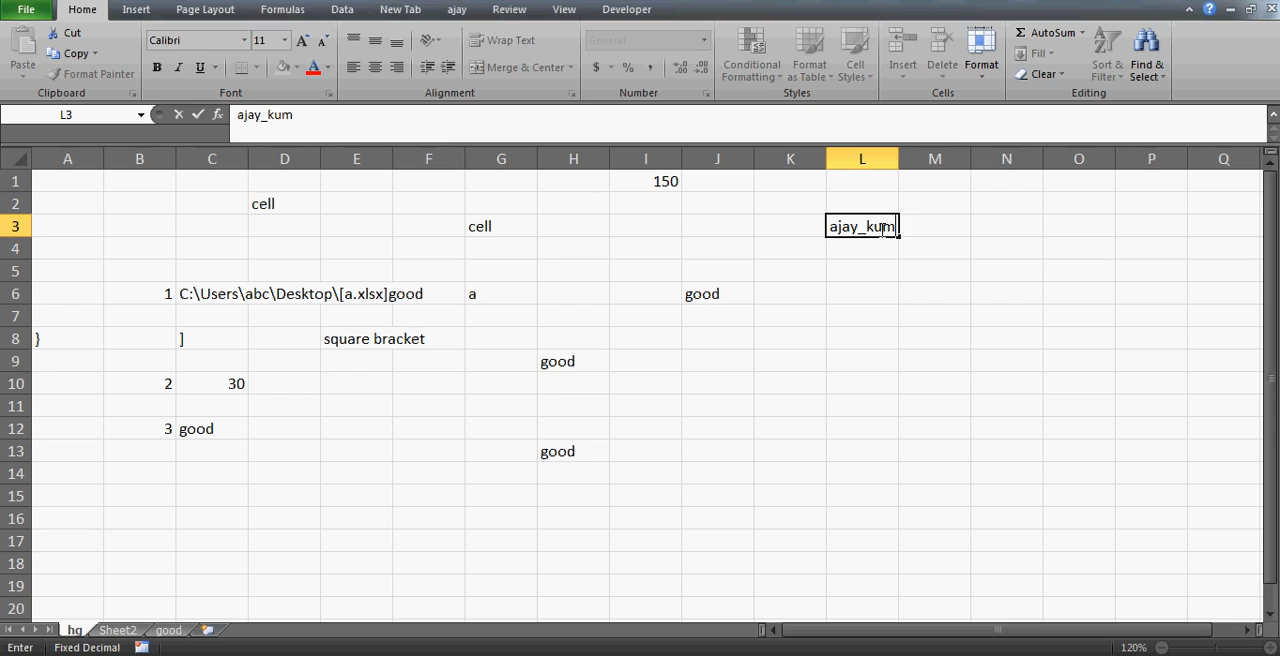 File Home Insert Page Layout Formulas Data New Tab ajay Review View Developer
Paste Cut Copy Format Painter Clipboard
Calibri 11 A A B I U A Font
Wrap Text Merge & Center Alignment
General $ % , .0 .00 .00 .0 Number
Conditional Formatting Format as Table Cell Styles Styles
Insert Delete Format Cells
Σ AutoSum Fill Clear Sort & Filter Find & Select Editing
L3 fx ajay_kum
A B C D E F G H I J K L M N O P Q
1 150
2 cell
3 cell ajay_kum
4
5
6 1 C:\Users\abc\Desktop\[a.xlsx]good a good
7
8 } ] square bracket
9 good
10 2 30
11
12 3 good
13 good
14
15
16
17
18
19
20
hg Sheet2 good
Enter Fixed Decimal 120%